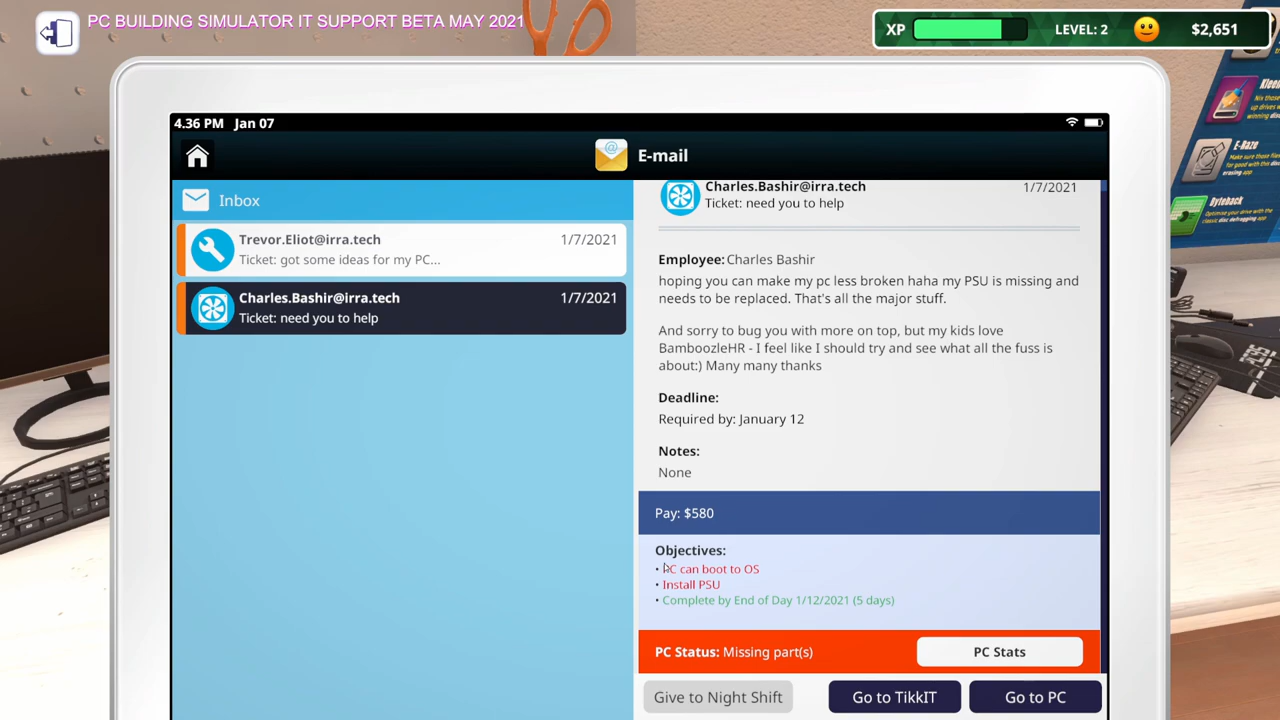 PC BUILDING SIMULATOR IT SUPPORT BETA MAY 2021
XP
LEVEL: 2
$2,651
4.36 PM Jan 07
E-mail
Inbox
Trevor.Eliot@irra.tech 1/7/2021
Ticket: got some ideas for my PC...
Charles.Bashir@irra.tech 1/7/2021
Ticket: need you to help
Charles.Bashir@irra.tech 1/7/2021
Ticket: need you to help
Employee: Charles Bashir
hoping you can make my pc less broken haha my PSU is missing and
needs to be replaced. That's all the major stuff.
And sorry to bug you with more on top, but my kids love
BamboozleHR - I feel like I should try and see what all the fuss is
about:) Many many thanks
Deadline:
Required by: January 12
Notes:
None
Pay: $580
Objectives:
• PC can boot to OS
• Install PSU
• Complete by End of Day 1/12/2021 (5 days)
PC Status: Missing part(s)
PC Stats
Give to Night Shift
Go to TikkIT
Go to PC
E-Raze
Byteback